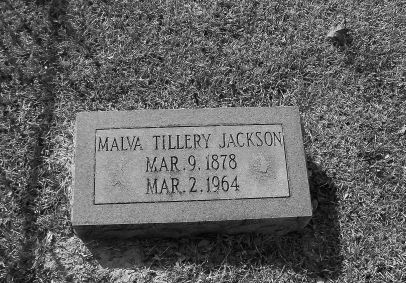 MALVA TILLERY JACKSON
MAR. 9. 1878
MAR. 2. 1964